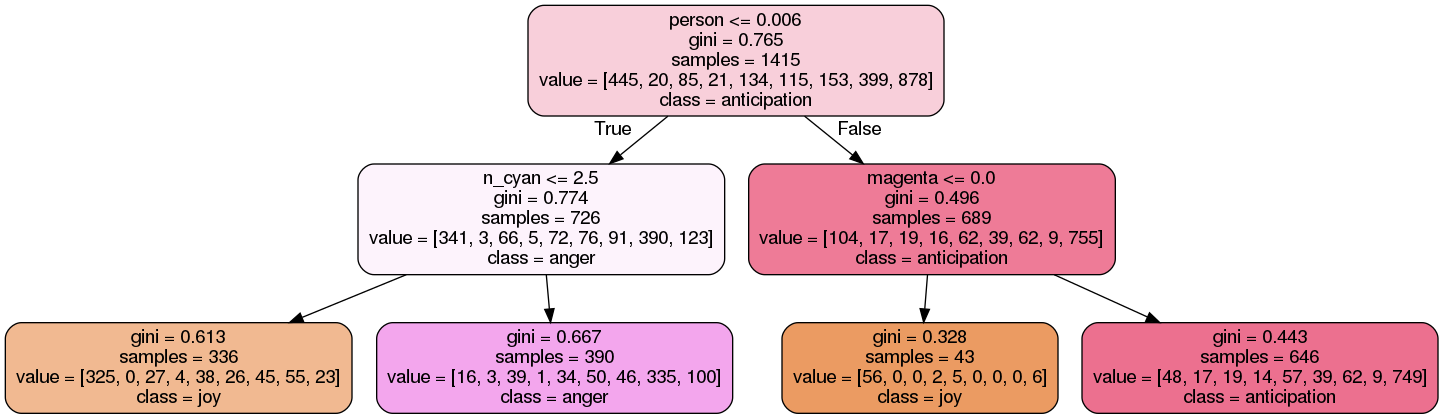 person <= 0.006
gini = 0.765
samples = 1415
value = [445, 20, 85, 21, 134, 115, 153, 399, 878]
class = anticipation
True
False
n_cyan <= 2.5
gini = 0.774
samples = 726
value = [341, 3, 66, 5, 72, 76, 91, 390, 123]
class = anger
magenta <= 0.0
gini = 0.496
samples = 689
value = [104, 17, 19, 16, 62, 39, 62, 9, 755]
class = anticipation
gini = 0.613
samples = 336
value = [325, 0, 27, 4, 38, 26, 45, 55, 23]
class = joy
gini = 0.667
samples = 390
value = [16, 3, 39, 1, 34, 50, 46, 335, 100]
class = anger
gini = 0.328
samples = 43
value = [56, 0, 0, 2, 5, 0, 0, 0, 6]
class = joy
gini = 0.443
samples = 646
value = [48, 17, 19, 14, 57, 39, 62, 9, 749]
class = anticipation